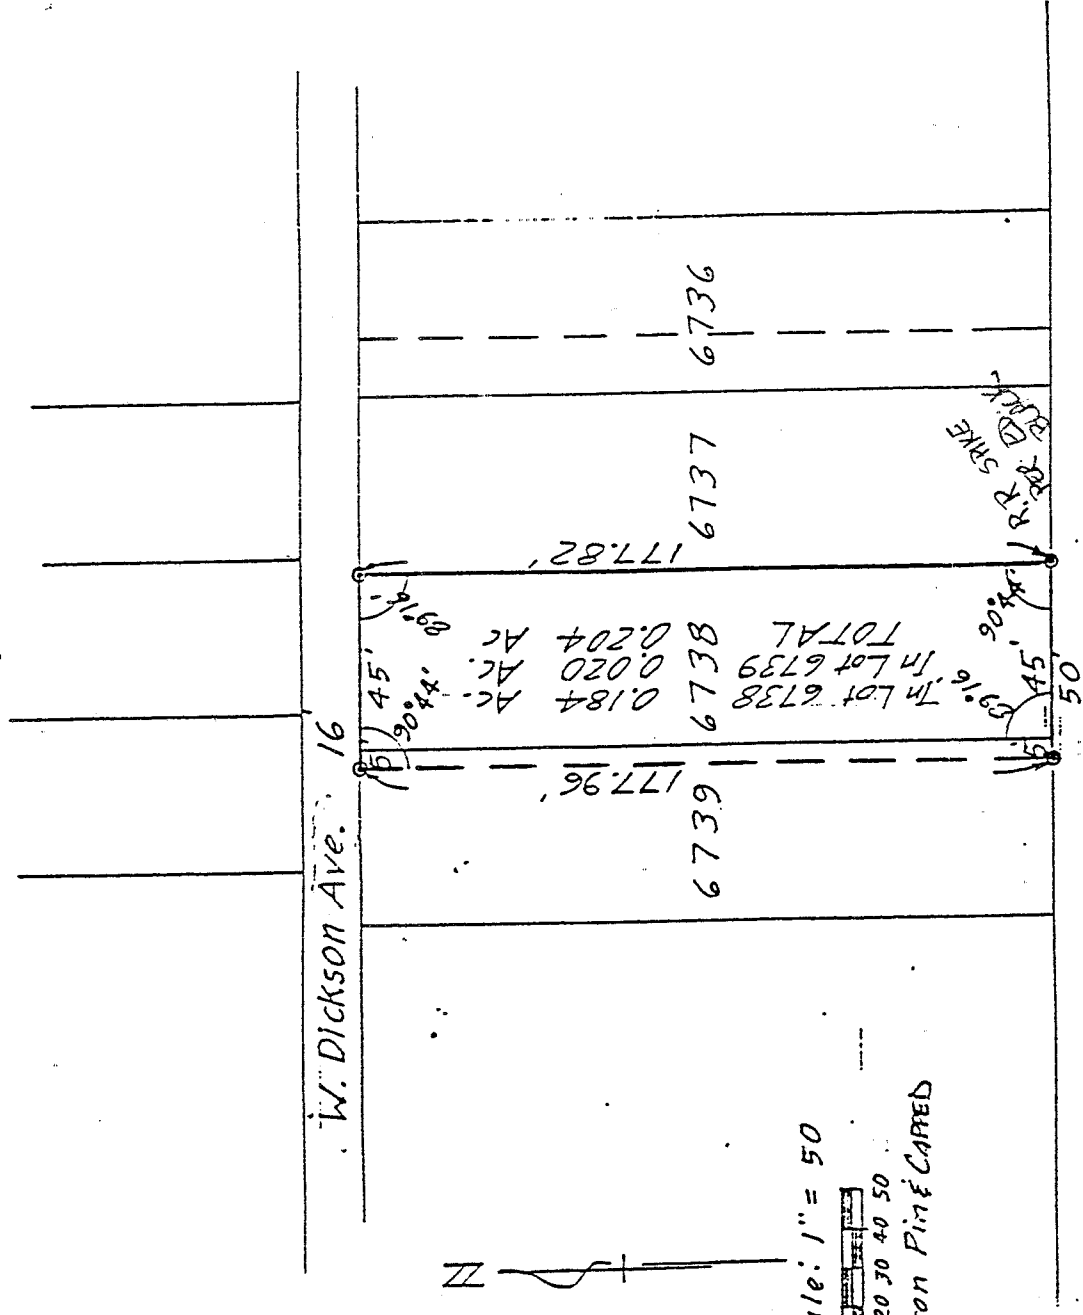 W. Dickson Ave. 16'
5' 45'
90°44'
89°16'
177.82'
177.96'
6736
6737
6738
6739
In Lot 6738 0.184 Ac.
In Lot 6739 0.020 Ac.
TOTAL 0.204 Ac
89°16'
90°44'
5' 45'
50'
R.R SPIKE
PER
N
1" = 50
20 30 40 50
Pin & CAPPED